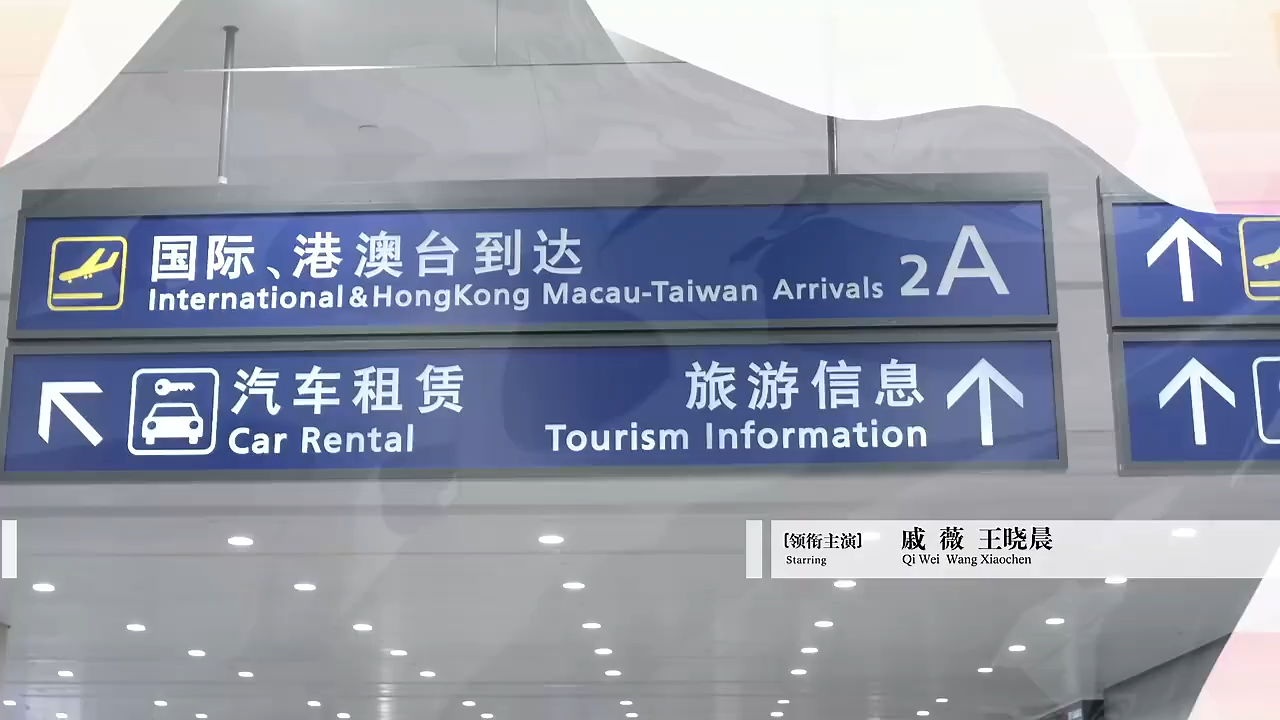 国际、港澳台到达
International&HongKong Macau-Taiwan Arrivals
2A
汽车租赁
Car Rental
旅游信息
Tourism Information
[领衔主演] 戚 薇 王晓晨
Starring Qi Wei Wang Xiaochen